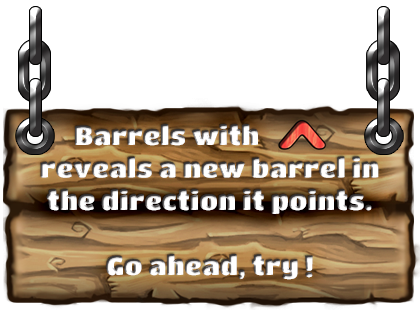 Barrels with
reveals a new barrel in
the direction it points.
Go ahead, try !